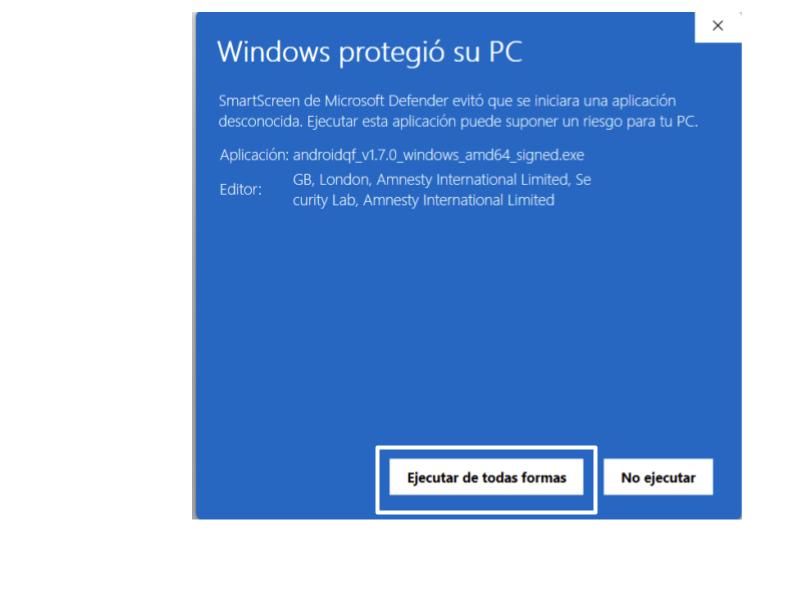 Windows protegió su PC
SmartScreen de Microsoft Defender evitó que se iniciara una aplicación
desconocida. Ejecutar esta aplicación puede suponer un riesgo para tu PC.
Aplicación: androidqf_v1.7.0_windows_amd64_signed.exe
Editor: GB, London, Amnesty International Limited, Se
curity Lab, Amnesty International Limited
Ejecutar de todas formas No ejecutar